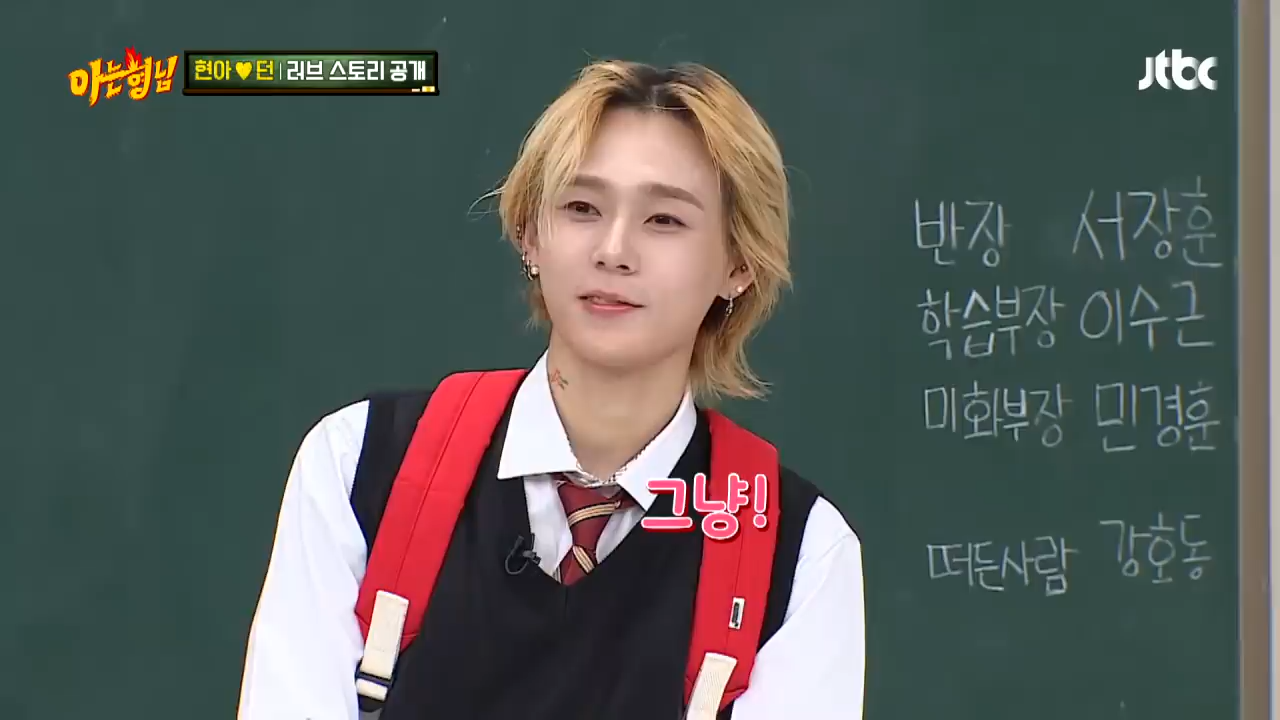 아는형님
현아♥던 | 러브 스토리 공개
jtbc
반장 서장훈
학습부장 이수근
미화부장 민경훈
떠든사람 강호동
그냥!